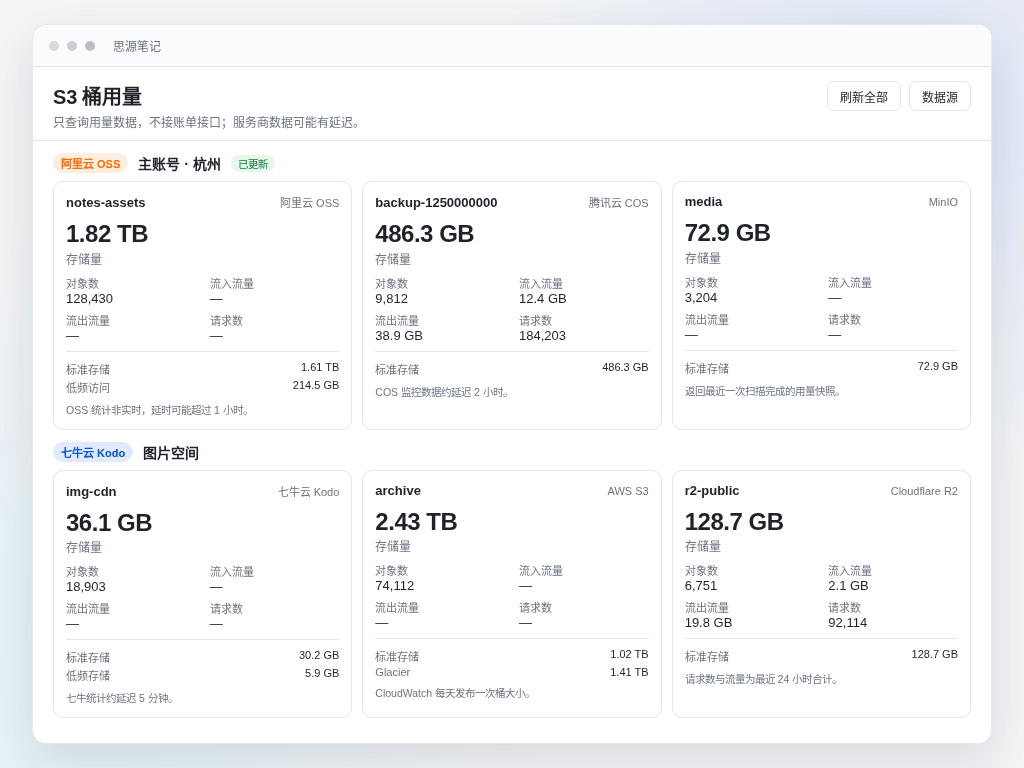 思源笔记
S3 桶用量
只查询用量数据，不接账单接口；服务商数据可能有延迟。
刷新全部
数据源
阿里云 OSS
主账号 · 杭州
已更新
notes-assets
阿里云 OSS
1.82 TB
存储量
对象数
流入流量
128,430
—
流出流量
请求数
—
—
标准存储
1.61 TB
低频访问
214.5 GB
OSS 统计非实时，延时可能超过 1 小时。
backup-1250000000
腾讯云 COS
486.3 GB
存储量
对象数
流入流量
9,812
12.4 GB
流出流量
请求数
38.9 GB
184,203
标准存储
486.3 GB
COS 监控数据约延迟 2 小时。
media
MinIO
72.9 GB
存储量
对象数
流入流量
3,204
—
流出流量
请求数
—
—
标准存储
72.9 GB
返回最近一次扫描完成的用量快照。
七牛云 Kodo
图片空间
img-cdn
七牛云 Kodo
36.1 GB
存储量
对象数
流入流量
18,903
—
流出流量
请求数
—
—
标准存储
30.2 GB
低频存储
5.9 GB
七牛统计约延迟 5 分钟。
archive
AWS S3
2.43 TB
存储量
对象数
流入流量
74,112
—
流出流量
请求数
—
—
标准存储
1.02 TB
Glacier
1.41 TB
CloudWatch 每天发布一次桶大小。
r2-public
Cloudflare R2
128.7 GB
存储量
对象数
流入流量
6,751
2.1 GB
流出流量
请求数
19.8 GB
92,114
标准存储
128.7 GB
请求数与流量为最近 24 小时合计。